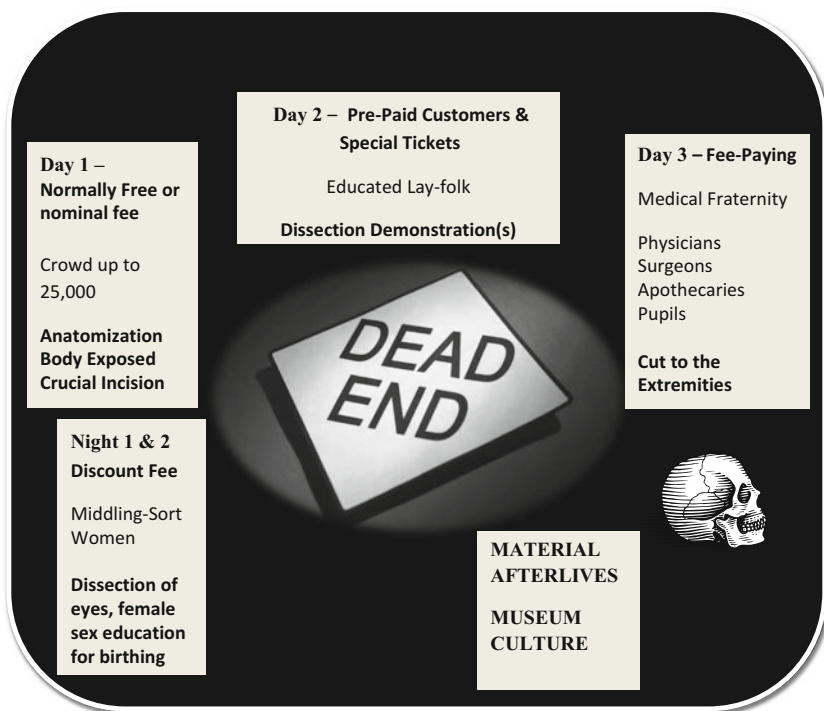 Day 1 –
Normally Free or
nominal fee
Crowd up to
25,000
Anatomization
Body Exposed
Crucial Incision
Day 2 – Pre-Paid Customers &
Special Tickets
Educated Lay-folk
Dissection Demonstration(s)
Day 3 – Fee-Paying
Medical Fraternity
Physicians
Surgeons
Apothecaries
Pupils
Cut to the
Extremities
DEAD
END
Night 1 & 2
Discount Fee
Middling-Sort
Women
Dissection of
eyes, female
sex education
for birthing
MATERIAL
AFTERLIVES
MUSEUM
CULTURE